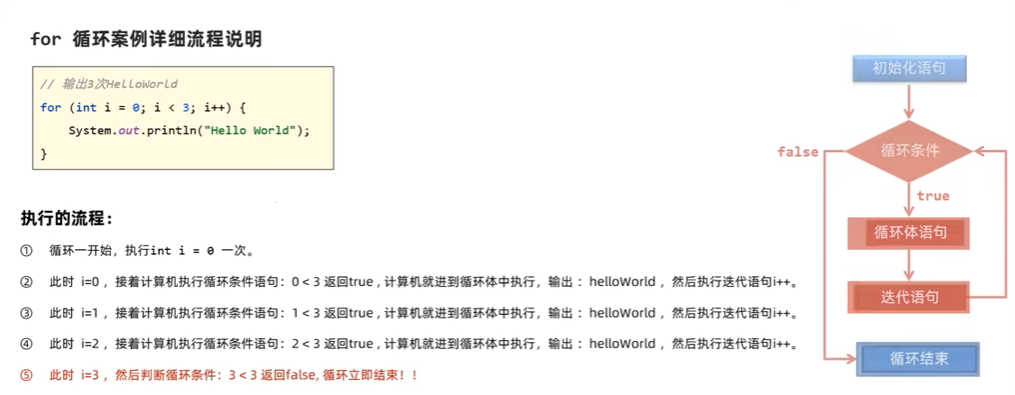 for 循环案例详细流程说明
// 输出3次HelloWorld
for (int i = 0; i < 3; i++) {
    System.out.println("Hello World");
}
执行的流程：
① 循环一开始，执行int i = 0 一次。
② 此时 i=0 ，接着计算机执行循环条件语句：0 < 3 返回true , 计算机就进到循环体中执行，输出 ：helloWorld ，然后执行迭代语句i++。
③ 此时 i=1 ，接着计算机执行循环条件语句：1 < 3 返回true , 计算机就进到循环体中执行，输出 ：helloWorld ，然后执行迭代语句i++。
④ 此时 i=2 ，接着计算机执行循环条件语句：2 < 3 返回true , 计算机就进到循环体中执行，输出 ：helloWorld ，然后执行迭代语句i++。
⑤ 此时 i=3 ，然后判断循环条件：3 < 3 返回false, 循环立即结束！！
初始化语句
循环条件
false
true
循环体语句
迭代语句
循环结束